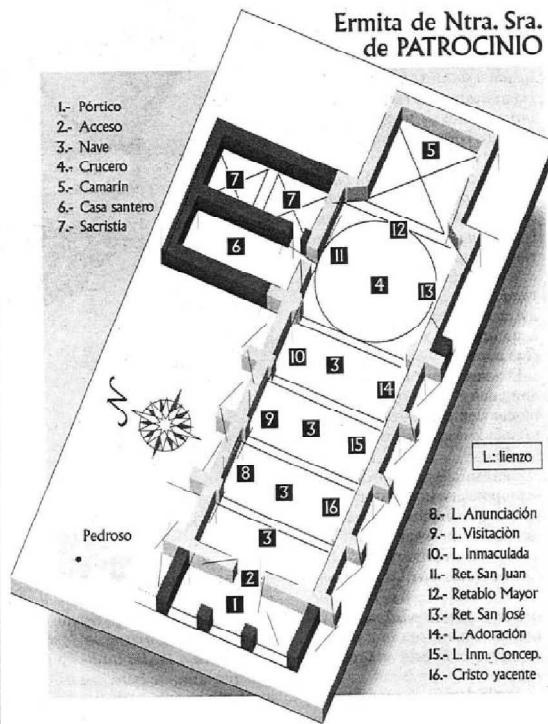 Ermita de Ntra. Sra.
de PATROCINIO
1.- Pórtico
2.- Acceso
3.- Nave
4.- Crucero
5.- Camarín
6.- Casa santero
7.- Sacristía
5
7
7
12
6
11
4
13
10
3
14
N
9
3
15
L.: lienzo
8
3
16
3
Pedroso
2
1
8.- L. Anunciación
9.- L. Visitaciòn
10.- L. Inmaculada
11.- Ret. San Juan
12.- Retablo Mayor
13.- Ret. San José
14.- L. Adoración
15.- L. Inm. Concep.
16.- Cristo yacente